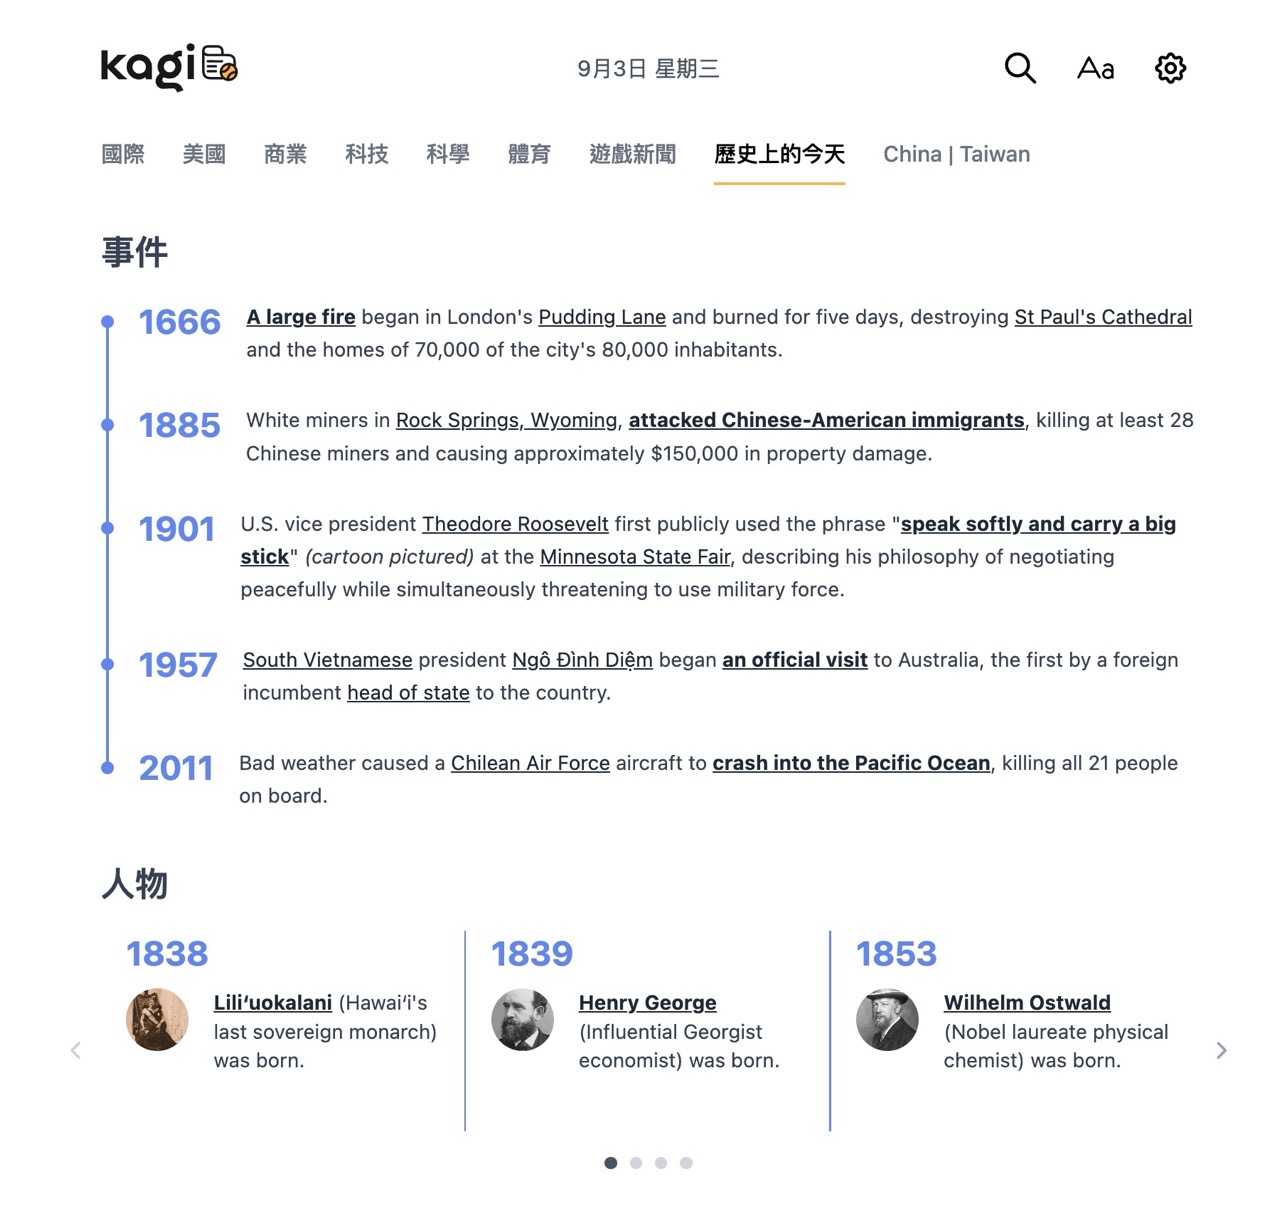 kagi
9月3日 星期三
Aa
國際 美國 商業 科技 科學 體育 遊戲新聞 歷史上的今天 China | Taiwan
事件
1666 A large fire began in London's Pudding Lane and burned for five days, destroying St Paul's Cathedral
and the homes of 70,000 of the city's 80,000 inhabitants.
1885 White miners in Rock Springs, Wyoming, attacked Chinese-American immigrants, killing at least 28
Chinese miners and causing approximately $150,000 in property damage.
1901 U.S. vice president Theodore Roosevelt first publicly used the phrase "speak softly and carry a big
stick" (cartoon pictured) at the Minnesota State Fair, describing his philosophy of negotiating
peacefully while simultaneously threatening to use military force.
1957 South Vietnamese president Ngô Đình Diệm began an official visit to Australia, the first by a foreign
incumbent head of state to the country.
2011 Bad weather caused a Chilean Air Force aircraft to crash into the Pacific Ocean, killing all 21 people
on board.
人物
1838
Liliʻuokalani (Hawaiʻi's
last sovereign monarch)
was born.
1839
Henry George
(Influential Georgist
economist) was born.
1853
Wilhelm Ostwald
(Nobel laureate physical
chemist) was born.